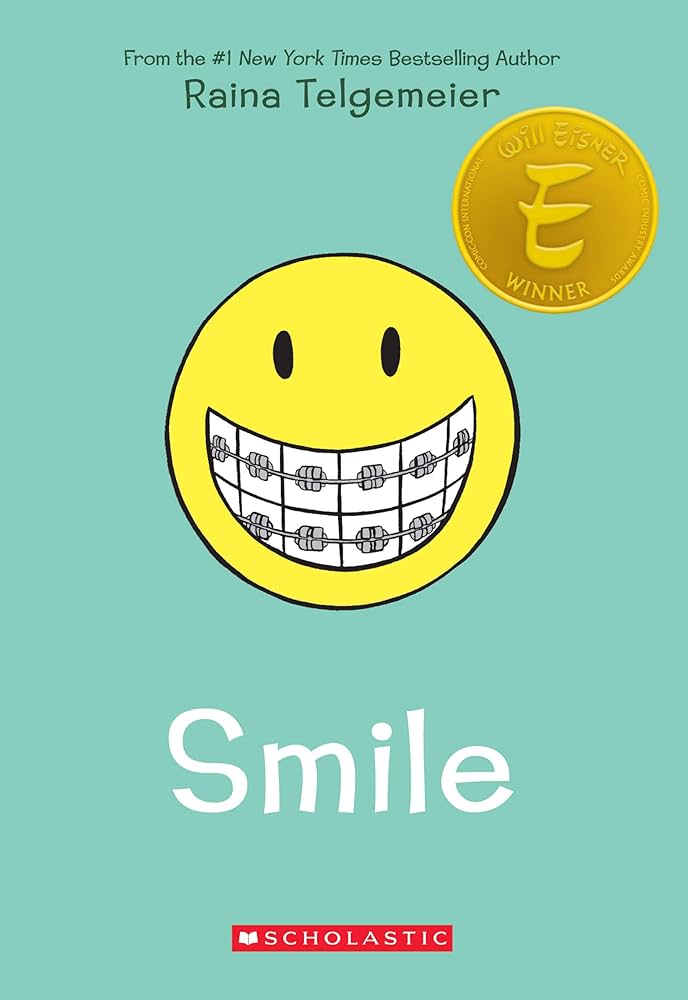 From the #1 New York Times Bestselling Author
Raina Telgemeier
Will EISNER
COMIC-CON INTERNATIONAL
COMIC INDUSTRY AWARDS
E
WINNER
Smile
SCHOLASTIC